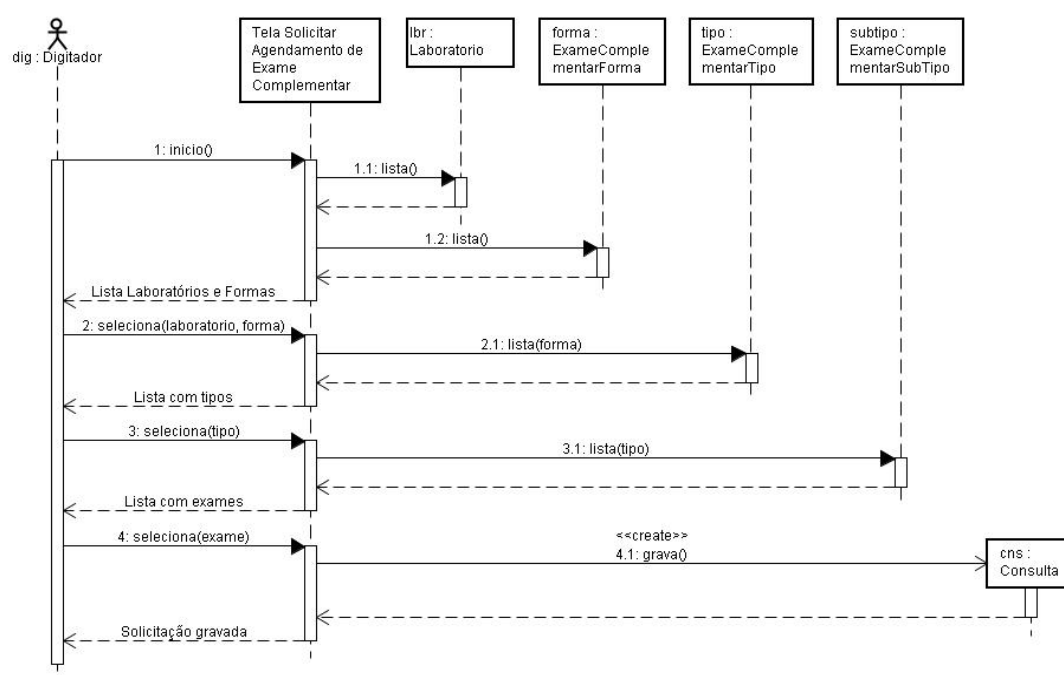 dig : Digitador
Tela Solicitar
Agendamento de
Exame
Complementar
lbr :
Laboratorio
forma :
ExameComple
mentarForma
tipo :
ExameComple
mentarTipo
subtipo :
ExameComple
mentarSubTipo
1: inicio()
1.1: lista()
1.2: lista()
Lista Laboratórios e Formas
2: seleciona(laboratorio, forma)
2.1: lista(forma)
Lista com tipos
3: seleciona(tipo)
3.1: lista(tipo)
Lista com exames
4: seleciona(exame)
<<create>>
4.1: grava()
cns :
Consulta
Solicitação gravada